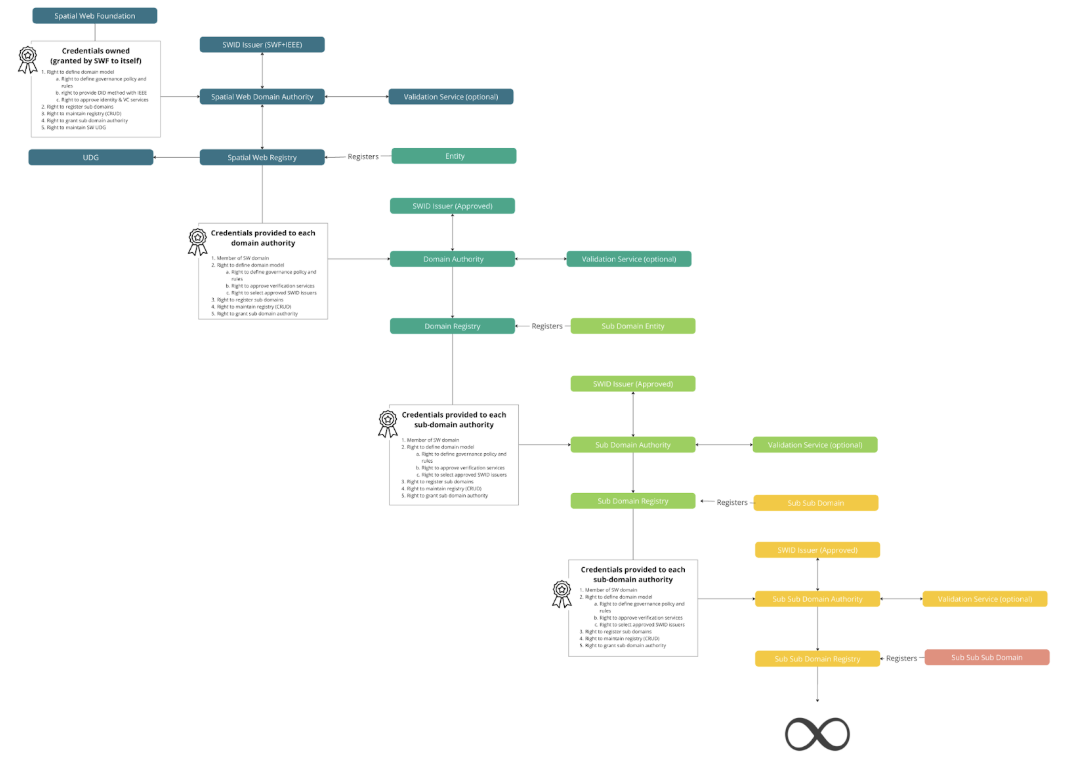 Spatial Web Foundation
Credentials owned
(granted by SWF to itself)
1. Right to define domain model
a. Right to define governance policy and
rules
b. right to provide DID method with IEEE
c. Right to approve identity & VC services
2. Right to register sub domains
3. Right to maintain registry (CRUD)
4. Right to grant sub domain authority
5. Right to maintain SW UDG
SWID Issuer (SWF+IEEE)
Spatial Web Domain Authority
Validation Service (optional)
UDG
Spatial Web Registry
Registers
Entity
SWID Issuer (Approved)
Credentials provided to each
domain authority
1. Member of SW domain
2. Right to define domain model
a. Right to define governance policy and
rules
b. Right to approve verification services
c. Right to select approved SWID issuers
3. Right to register sub domains
4. Right to maintain registry (CRUD)
5. Right to grant sub domain authority
Domain Authority
Validation Service (optional)
Domain Registry
Registers
Sub Domain Entity
SWID Issuer (Approved)
Credentials provided to each
sub-domain authority
1. Member of SW domain
2. Right to define domain model
a. Right to define governance policy and
rules
b. Right to approve verification services
c. Right to select approved SWID issuers
3. Right to register sub domains
4. Right to maintain registry (CRUD)
5. Right to grant sub domain authority
Sub Domain Authority
Validation Service (optional)
Sub Domain Registry
Registers
Sub Sub Domain
SWID Issuer (Approved)
Credentials provided to each
sub-domain authority
1. Member of SW domain
2. Right to define domain model
a. Right to define governance policy and
rules
b. Right to approve verification services
c. Right to select approved SWID issuers
3. Right to register sub domains
4. Right to maintain registry (CRUD)
5. Right to grant sub domain authority
Sub Sub Domain Authority
Validation Service (optional)
Sub Sub Domain Registry
Registers
Sub Sub Sub Domain